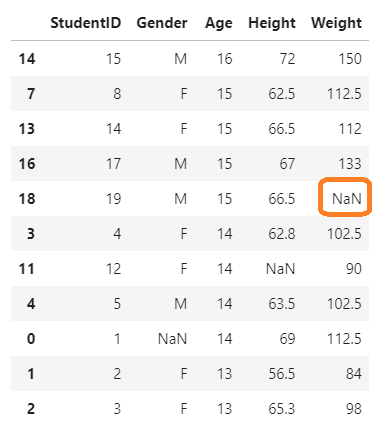 StudentID Gender Age Height Weight
14 15 M 16 72 150
7 8 F 15 62.5 112.5
13 14 F 15 66.5 112
16 17 M 15 67 133
18 19 M 15 66.5 NaN
3 4 F 14 62.8 102.5
11 12 F 14 NaN 90
4 5 M 14 63.5 102.5
0 1 NaN 14 69 112.5
1 2 F 13 56.5 84
2 3 F 13 65.3 98